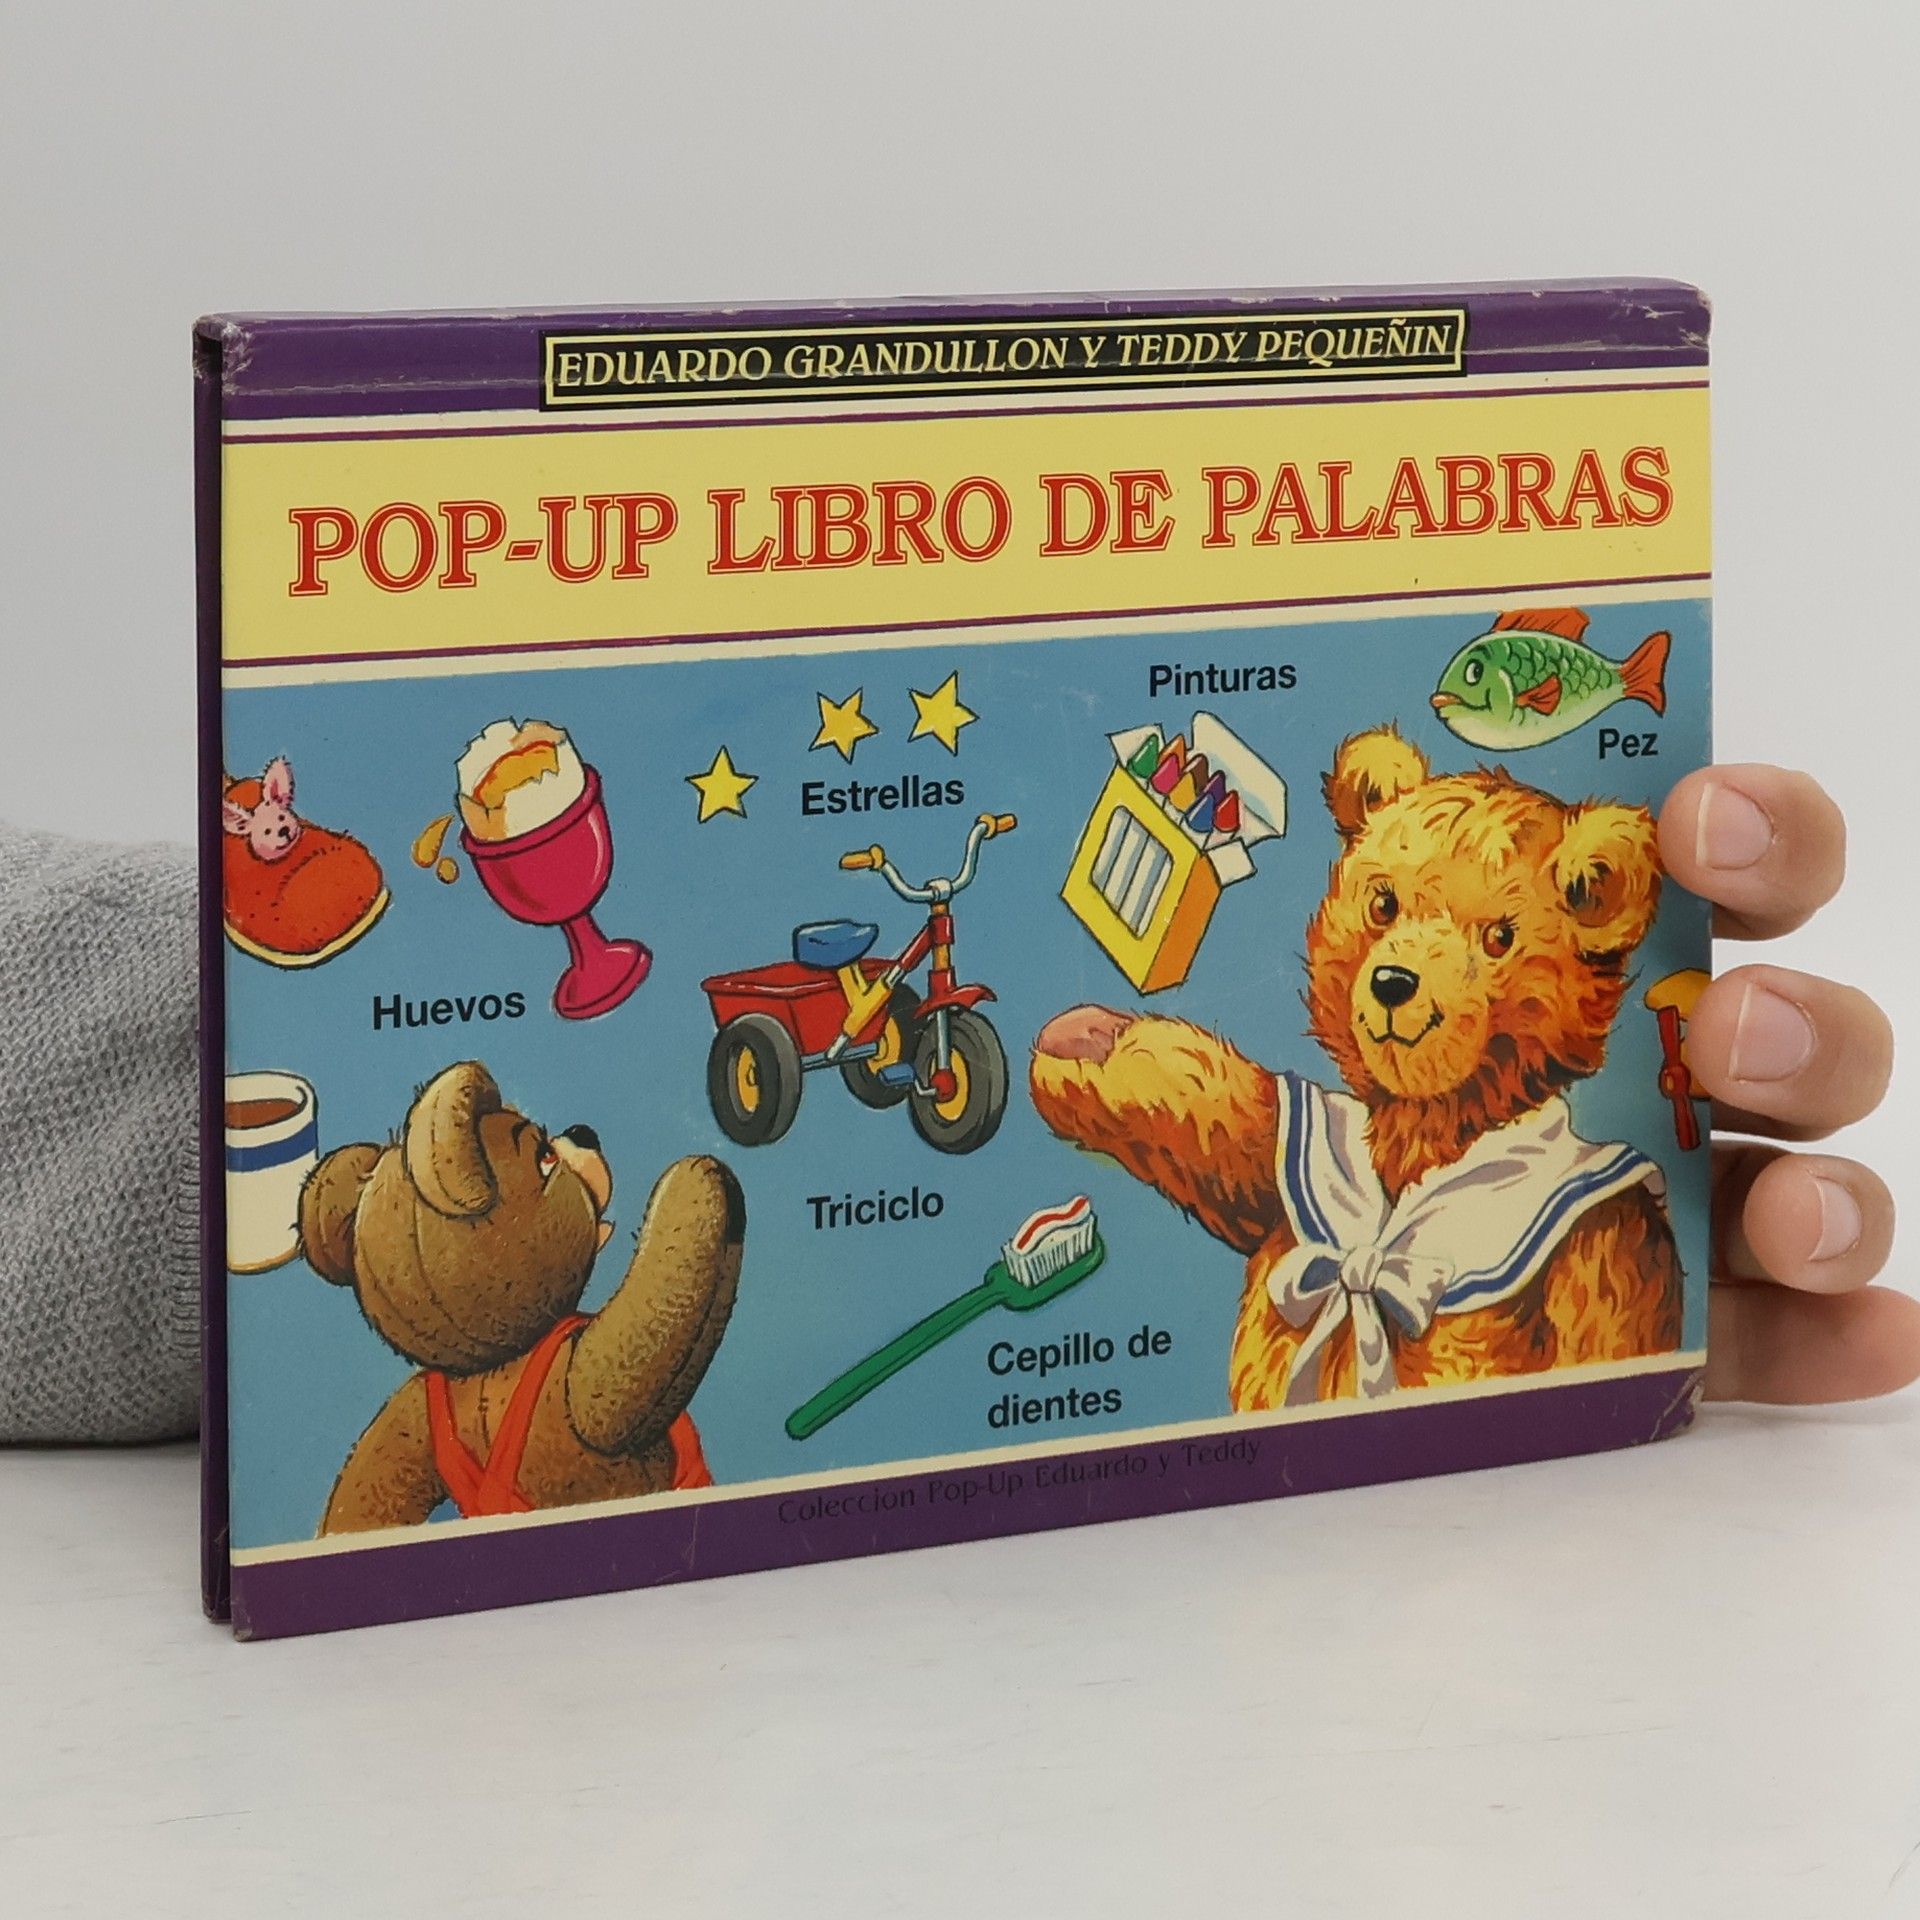 EDUARDO GRANDULLON Y TEDDY PEQUEÑIN
POP-UP LIBRO DE PALABRAS
Pinturas
Pez
Estrellas
Huevos
Triciclo
Cepillo de
dientes
Coleccion Pop-Up Eduardo y Teddy